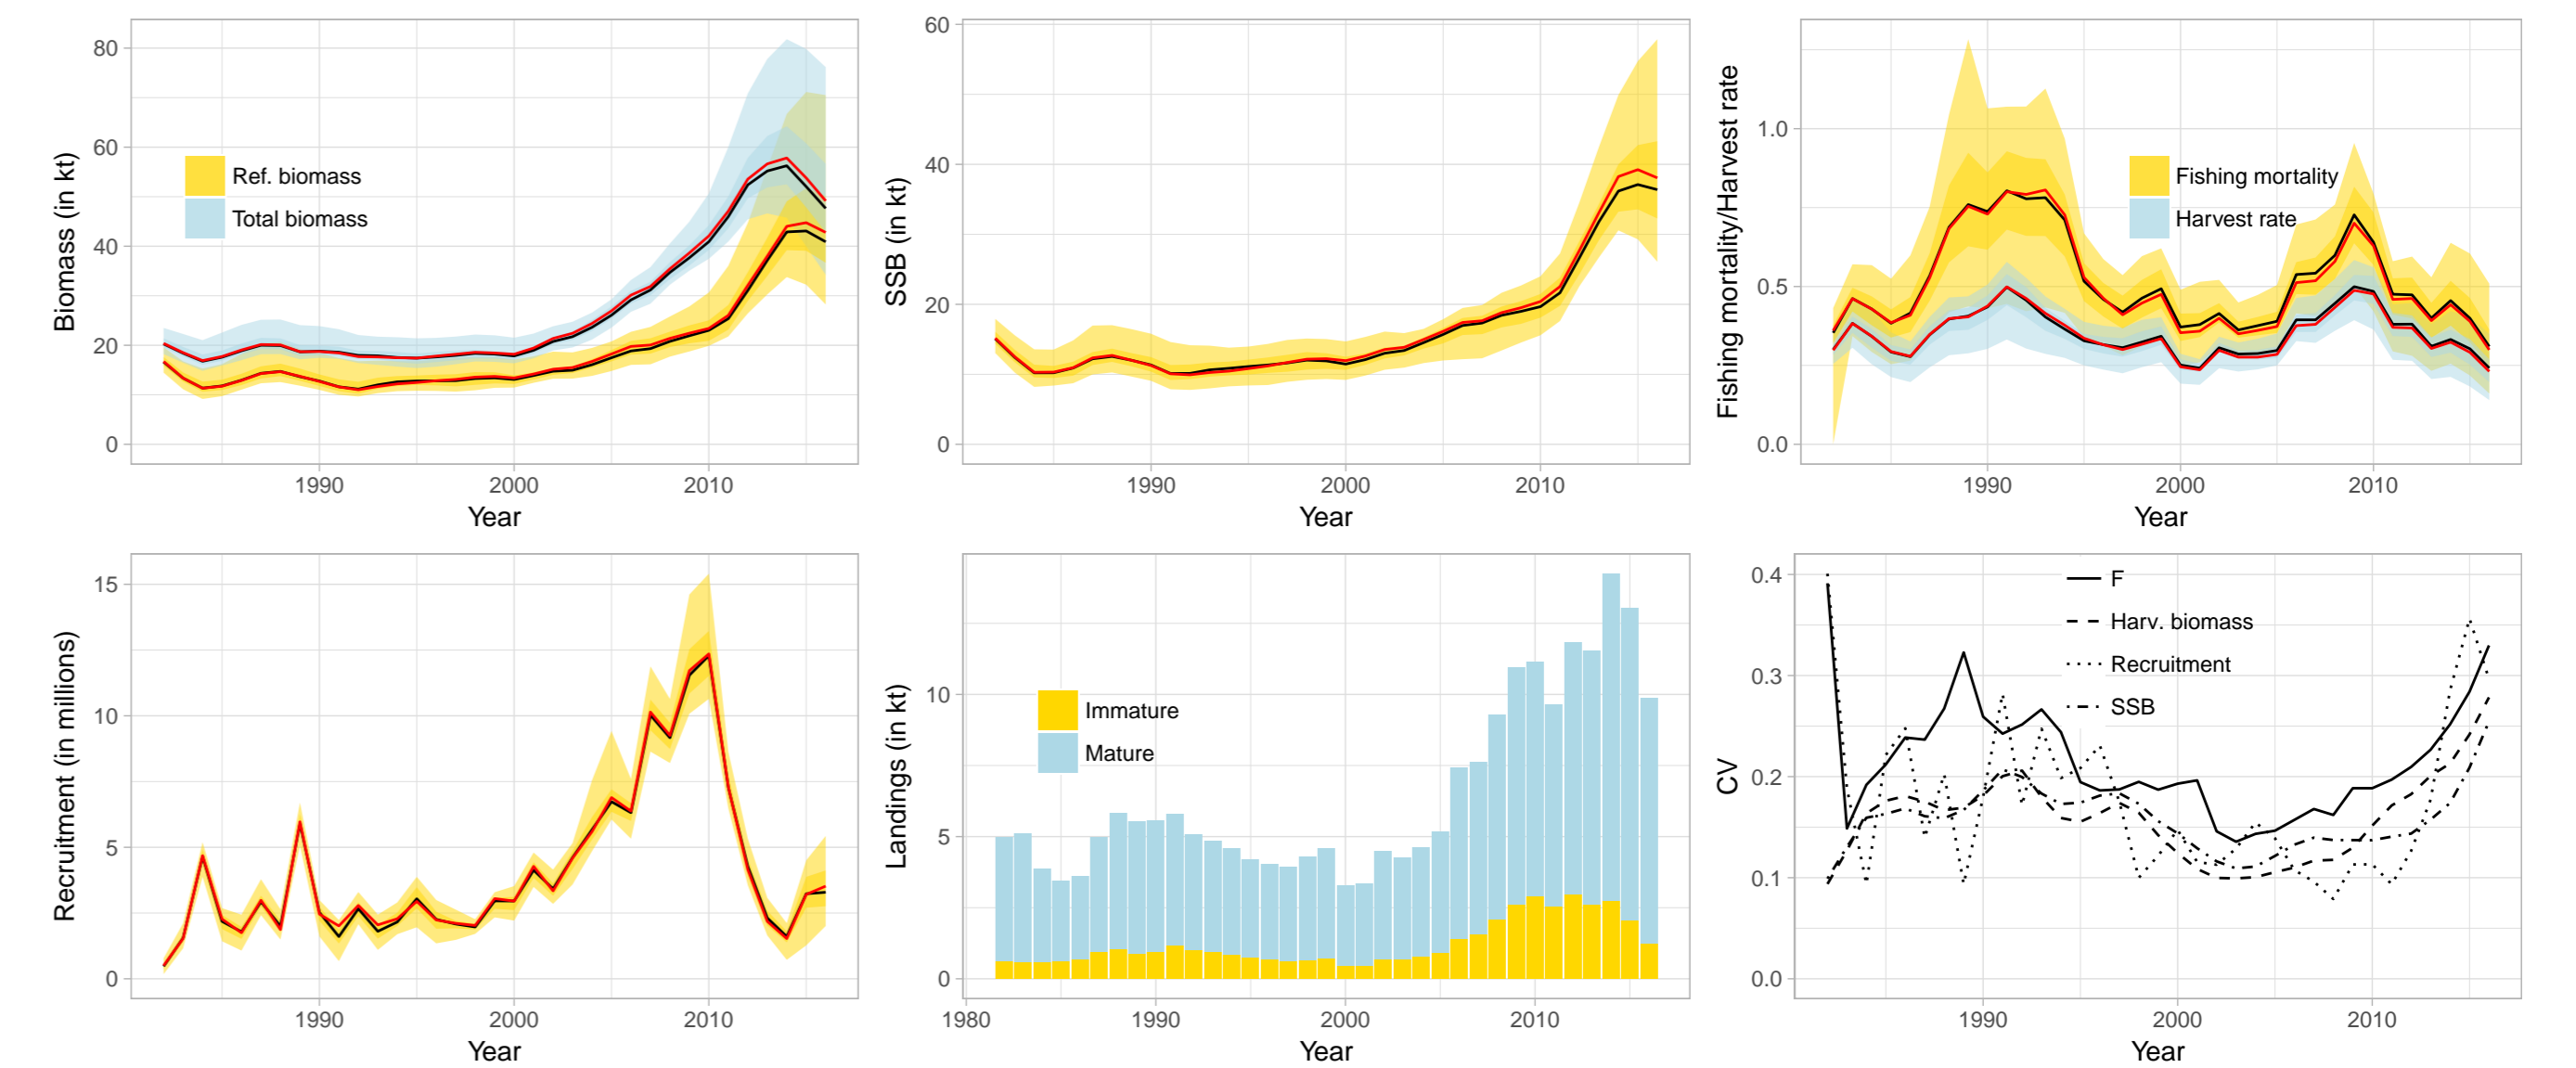 Biomass (in kt)
80
60
40
20
0
Ref. biomass
Total biomass
1990
2000
2010
Year
SSB (in kt)
60
40
20
0
1990
2000
2010
Year
Fishing mortality/Harvest rate
1.0
0.5
0.0
Fishing mortality
Harvest rate
1990
2000
2010
Year
Recruitment (in millions)
15
10
5
0
1990
2000
2010
Year
Landings (in kt)
10
5
0
Immature
Mature
1980
1990
2000
2010
Year
CV
0.4
0.3
0.2
0.1
0.0
F
Harv. biomass
Recruitment
SSB
1990
2000
2010
Year